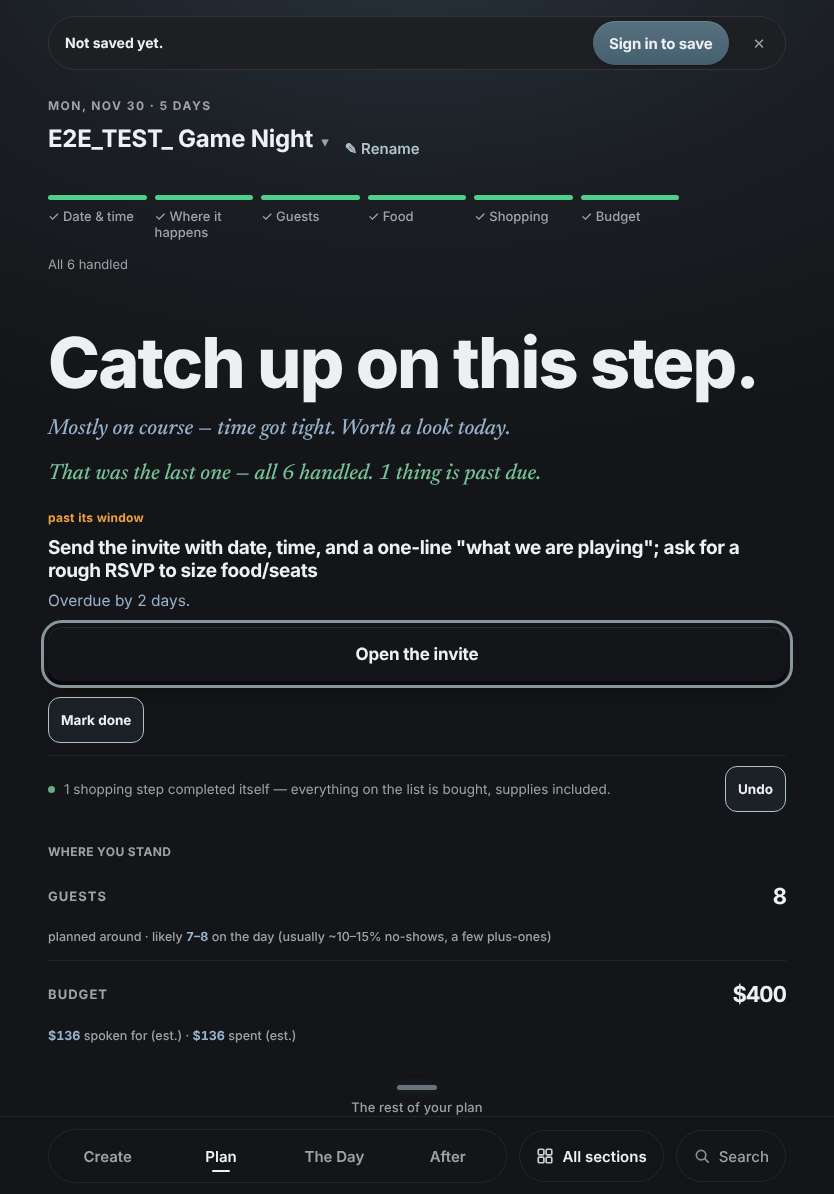 Not saved yet.
Sign in to save
×
MON, NOV 30 · 5 DAYS
E2E_TEST_ Game Night ▾
✎ Rename
✓ Date & time
✓ Where it
happens
✓ Guests
✓ Food
✓ Shopping
✓ Budget
All 6 handled
Catch up on this step.
Mostly on course — time got tight. Worth a look today.
That was the last one — all 6 handled. 1 thing is past due.
past its window
Send the invite with date, time, and a one-line "what we are playing"; ask for a
rough RSVP to size food/seats
Overdue by 2 days.
Open the invite
Mark done
1 shopping step completed itself — everything on the list is bought, supplies included.
Undo
WHERE YOU STAND
GUESTS
8
planned around · likely 7–8 on the day (usually ~10–15% no-shows, a few plus-ones)
BUDGET
$400
$136 spoken for (est.) · $136 spent (est.)
The rest of your plan
Create
Plan
The Day
After
All sections
Search